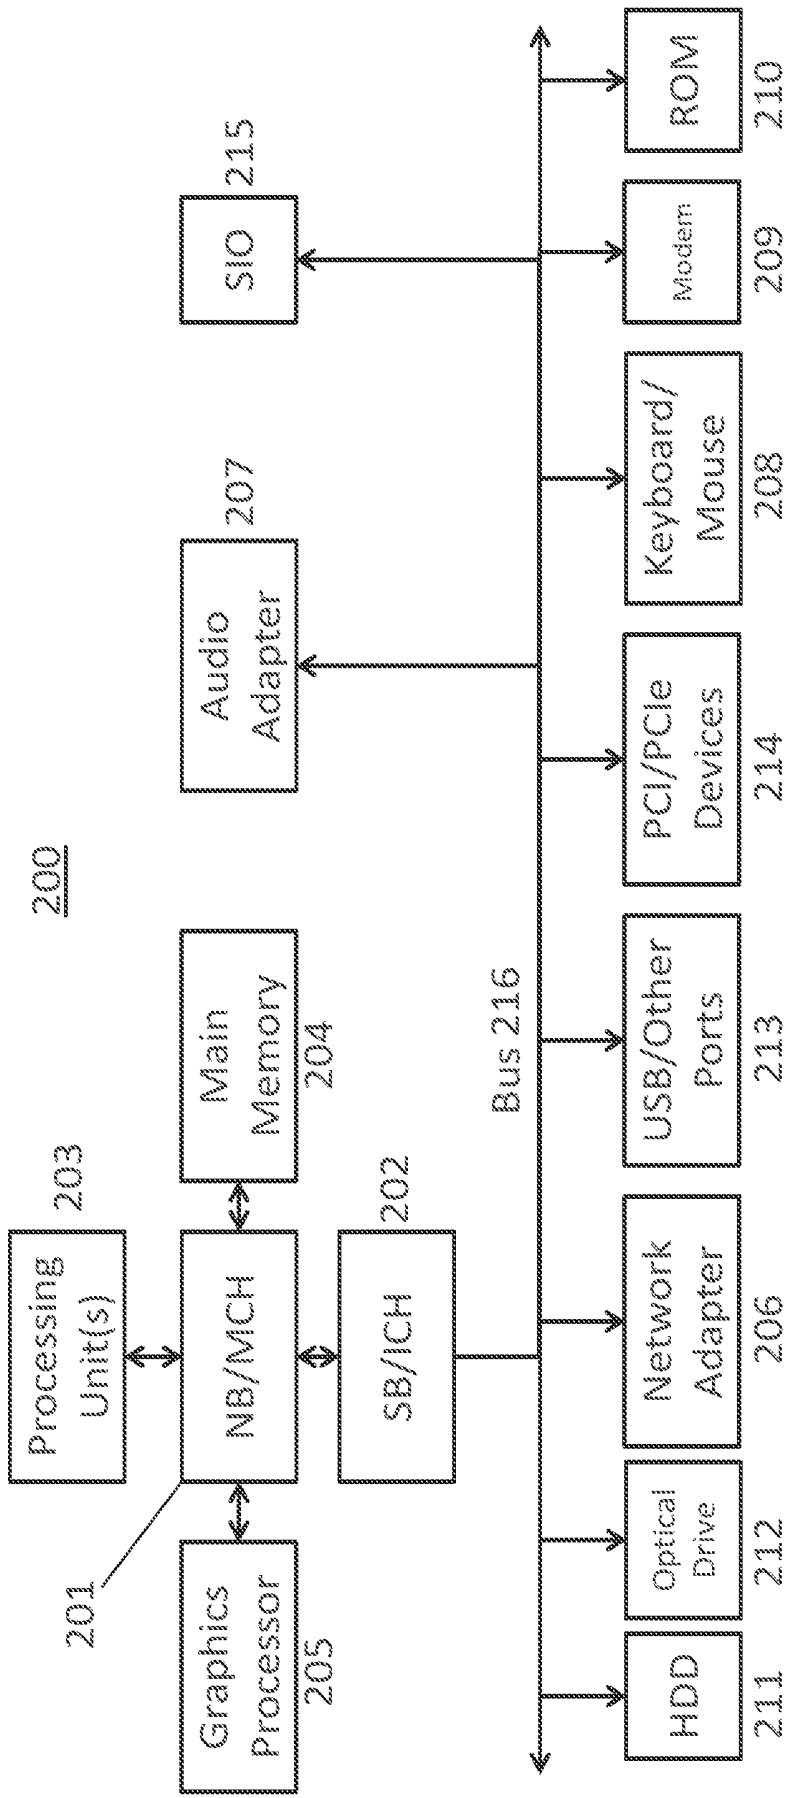 200
Processing
Unit(s)
203
201
Graphics
Processor
205
NB/MCH
Main
Memory
204
Audio
Adapter
207
SIO
215
SB/ICH
202
Bus 216
HDD
211
Optical
Drive
212
Network
Adapter
206
USB/Other
Ports
213
PCI/PCIe
Devices
214
Keyboard/
Mouse
208
Modem
209
ROM
210